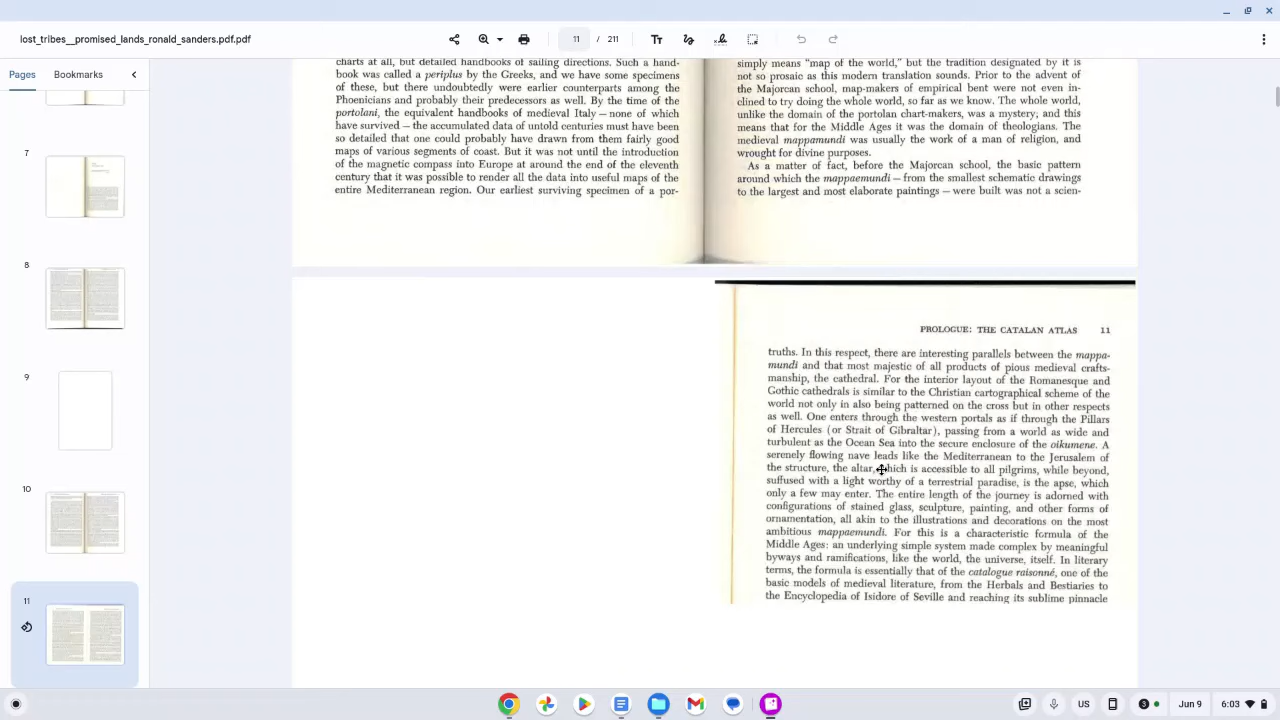 lost_tribes__promised_lands_ronald_sanders.pdf.pdf
11 / 211
Pages
Bookmarks
7
8
9
10
11
charts at all, but detailed handbooks of sailing directions. Such a hand-
book was called a periplus by the Greeks, and we have some specimens
of these, but there undoubtedly were earlier counterparts among the
Phoenicians and probably their predecessors as well. By the time of the
portolani, the equivalent handbooks of medieval Italy — none of which
have survived — the accumulated data of untold centuries must have been
so detailed that one could probably have drawn from them fairly good
maps of various segments of coast. But it was not until the introduction
of the magnetic compass into Europe at around the end of the eleventh
century that it was possible to render all the data into useful maps of the
entire Mediterranean region. Our earliest surviving specimen of a por-
simply means "map of the world," but the tradition designated by it is
not so prosaic as this modern translation sounds. Prior to the advent of
the Majorcan school, map-makers of empirical bent were not even in-
clined to try doing the whole world, so far as we know. The whole world,
unlike the domain of the portolan chart-makers, was a mystery; and this
means that for the Middle Ages it was the domain of theologians. The
medieval mappamundi was usually the work of a man of religion, and
wrought for divine purposes.
As a matter of fact, before the Majorcan school, the basic pattern
around which the mappaemundi — from the smallest schematic drawings
to the largest and most elaborate paintings — were built was not a scien-
PROLOGUE: THE CATALAN ATLAS 11
truths. In this respect, there are interesting parallels between the mappa-
mundi and that most majestic of all products of pious medieval crafts-
manship, the cathedral. For the interior layout of the Romanesque and
Gothic cathedrals is similar to the Christian cartographical scheme of the
world not only in also being patterned on the cross but in other respects
as well. One enters through the western portals as if through the Pillars
of Hercules (or Strait of Gibraltar), passing from a world as wide and
turbulent as the Ocean Sea into the secure enclosure of the oikumene. A
serenely flowing nave leads like the Mediterranean to the Jerusalem of
the structure, the altar, which is accessible to all pilgrims, while beyond,
suffused with a light worthy of a terrestrial paradise, is the apse, which
only a few may enter. The entire length of the journey is adorned with
configurations of stained glass, sculpture, painting, and other forms of
ornamentation, all akin to the illustrations and decorations on the most
ambitious mappaemundi. For this is a characteristic formula of the
Middle Ages: an underlying simple system made complex by meaningful
byways and ramifications, like the world, the universe, itself. In literary
terms, the formula is essentially that of the catalogue raisonné, one of the
basic models of medieval literature, from the Herbals and Bestiaries to
the Encyclopedia of Isidore of Seville and reaching its sublime pinnacle
US
3
Jun 9
6:03